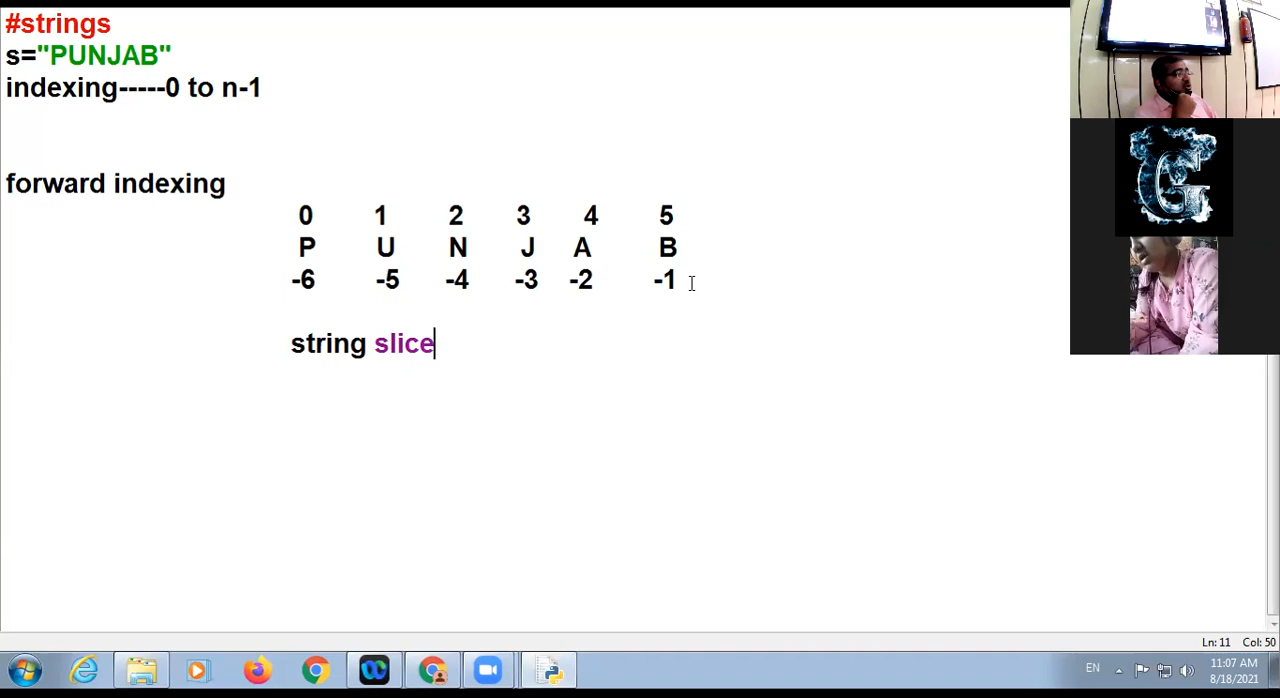 #strings
s="PUNJAB"
indexing-----0 to n-1
forward indexing
0 1 2 3 4 5
P U N J A B
-6 -5 -4 -3 -2 -1
string slice
G
Ln: 11 Col: 50
EN
11:07 AM
8/18/2021